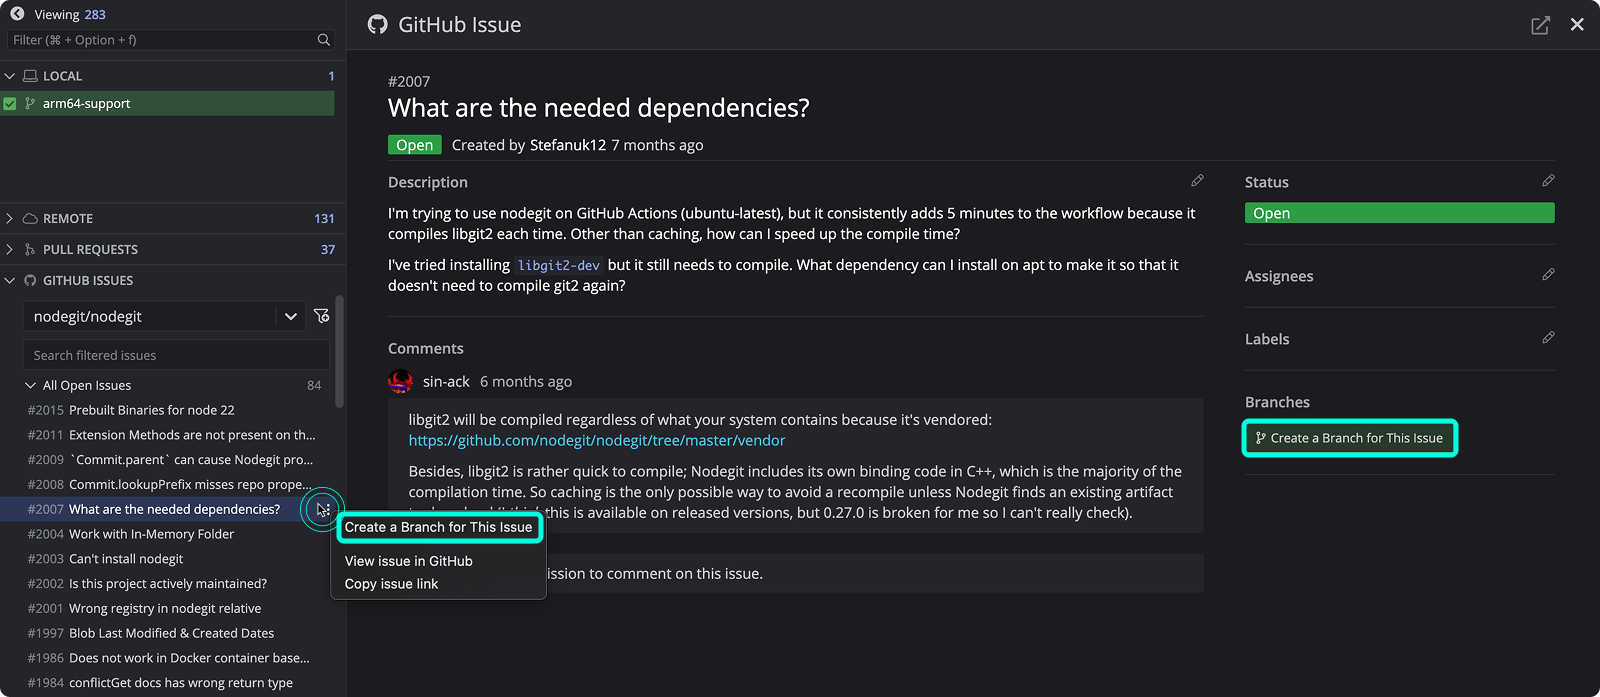 Viewing 283
Filter (⌘ + Option + f)
LOCAL 1
arm64-support
REMOTE 131
PULL REQUESTS 37
GITHUB ISSUES
nodegit/nodegit
Search filtered issues
All Open Issues 84
#2015 Prebuilt Binaries for node 22
#2011 Extension Methods are not present on th...
#2009 `Commit.parent` can cause Nodegit pro...
#2008 Commit.lookupPrefix misses repo prope...
#2007 What are the needed dependencies?
#2004 Work with In-Memory Folder
#2003 Can't install nodegit
#2002 Is this project actively maintained?
#2001 Wrong registry in nodegit relative
#1997 Blob Last Modified & Created Dates
#1986 Does not work in Docker container base...
#1984 conflictGet docs has wrong return type
Create a Branch for This Issue
View issue in GitHub
Copy issue link
GitHub Issue
#2007
What are the needed dependencies?
Open Created by Stefanuk12 7 months ago
Description
I'm trying to use nodegit on GitHub Actions (ubuntu-latest), but it consistently adds 5 minutes to the workflow because it
compiles libgit2 each time. Other than caching, how can I speed up the compile time?
I've tried installing libgit2-dev but it still needs to compile. What dependency can I install on apt to make it so that it
doesn't need to compile git2 again?
Comments
sin-ack 6 months ago
libgit2 will be compiled regardless of what your system contains because it's vendored:
https://github.com/nodegit/nodegit/tree/master/vendor
Besides, libgit2 is rather quick to compile; Nodegit includes its own binding code in C++, which is the majority of the
compilation time. So caching is the only possible way to avoid a recompile unless Nodegit finds an existing artifact
this is available on released versions, but 0.27.0 is broken for me so I can't really check).
ission to comment on this issue.
Status
Open
Assignees
Labels
Branches
Create a Branch for This Issue